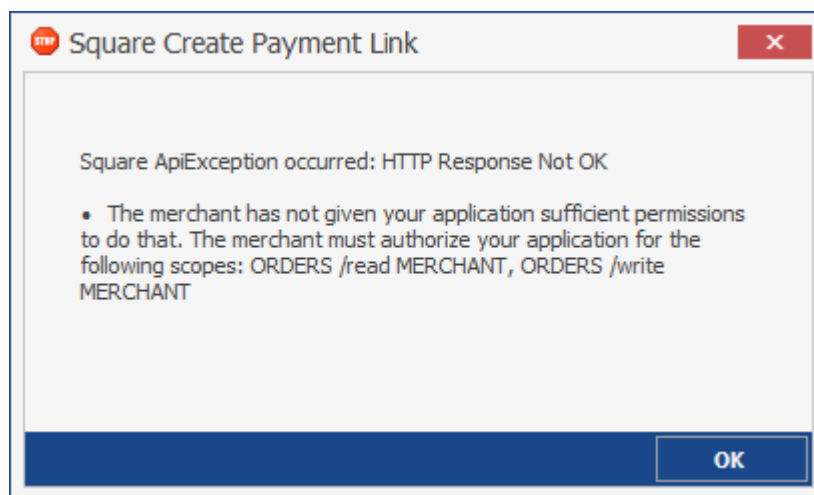 STOP Square Create Payment Link
Square ApiException occurred: HTTP Response Not OK
• The merchant has not given your application sufficient permissions
to do that. The merchant must authorize your application for the
following scopes: ORDERS /read MERCHANT, ORDERS /write
MERCHANT
OK